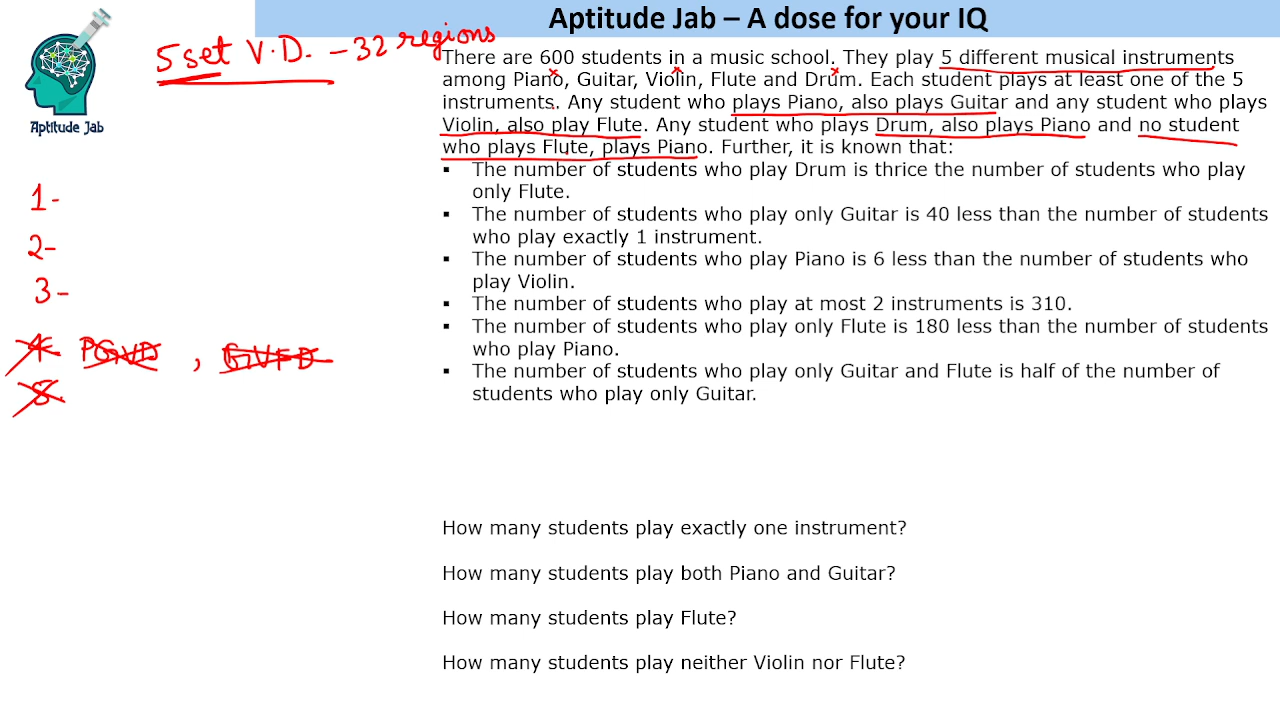 Aptitude Jab – A dose for your IQ
5 set V.D. – 32 regions
Aptitude Jab
There are 600 students in a music school. They play 5 different musical instruments
among Piano, Guitar, Violin, Flute and Drum. Each student plays at least one of the 5
instruments. Any student who plays Piano, also plays Guitar and any student who plays
Violin, also play Flute. Any student who plays Drum, also plays Piano and no student
who plays Flute, plays Piano. Further, it is known that:
▪ The number of students who play Drum is thrice the number of students who play
only Flute.
▪ The number of students who play only Guitar is 40 less than the number of students
who play exactly 1 instrument.
▪ The number of students who play Piano is 6 less than the number of students who
play Violin.
▪ The number of students who play at most 2 instruments is 310.
▪ The number of students who play only Flute is 180 less than the number of students
who play Piano.
▪ The number of students who play only Guitar and Flute is half of the number of
students who play only Guitar.
1-
2-
3-
4- PGVD , GVFD
5.
How many students play exactly one instrument?
How many students play both Piano and Guitar?
How many students play Flute?
How many students play neither Violin nor Flute?